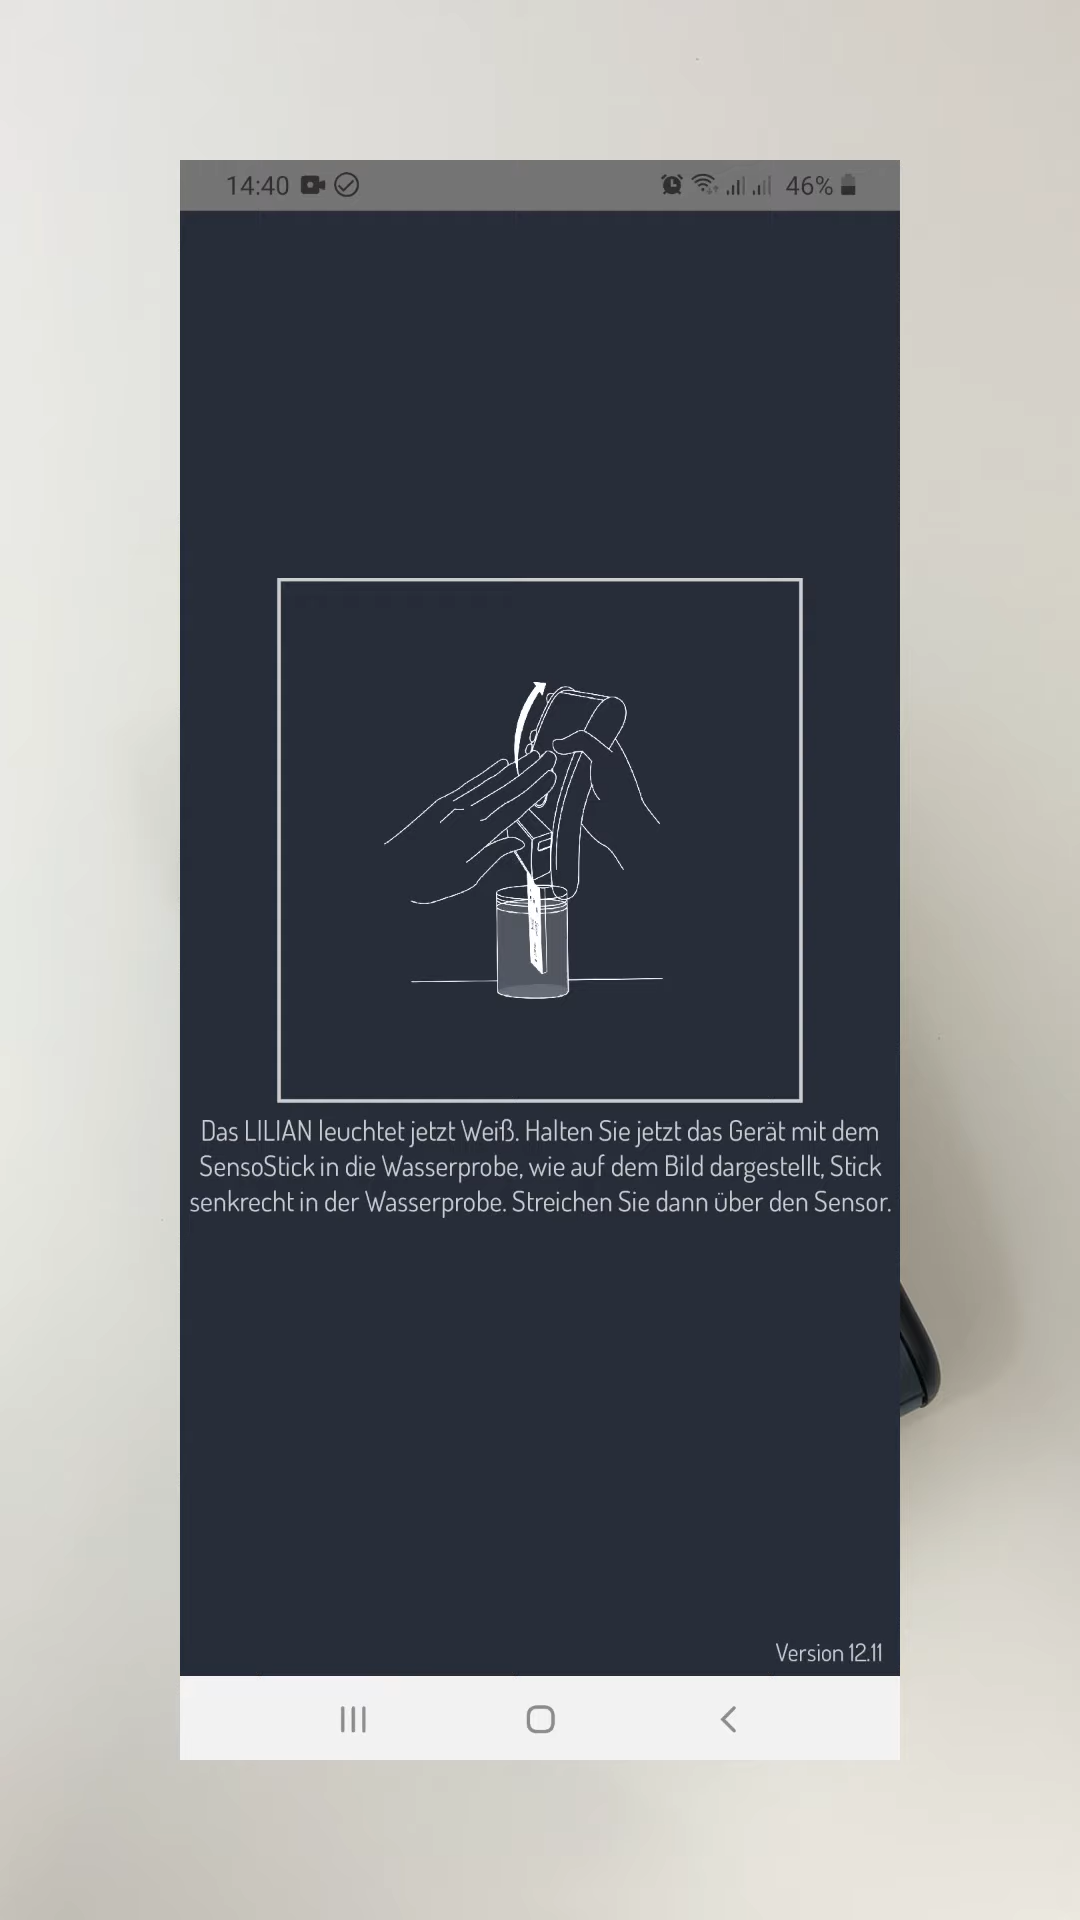 14:40
46%
Das LILIAN leuchtet jetzt Weiß. Halten Sie jetzt das Gerät mit dem
SensoStick in die Wasserprobe, wie auf dem Bild dargestellt, Stick
senkrecht in der Wasserprobe. Streichen Sie dann über den Sensor.
Version 12.11